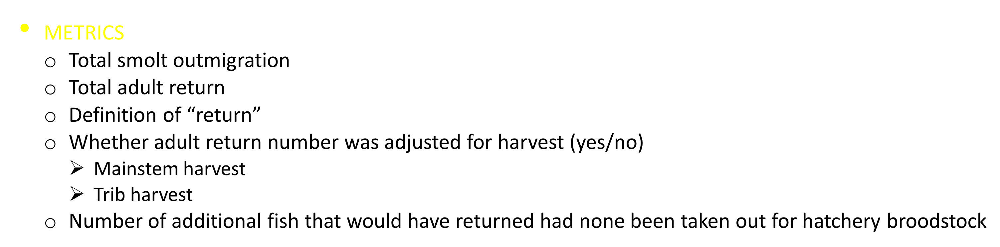 • METRICS
o Total smolt outmigration
o Total adult return
o Definition of “return”
o Whether adult return number was adjusted for harvest (yes/no)
➢ Mainstem harvest
➢ Trib harvest
o Number of additional fish that would have returned had none been taken out for hatchery broodstock